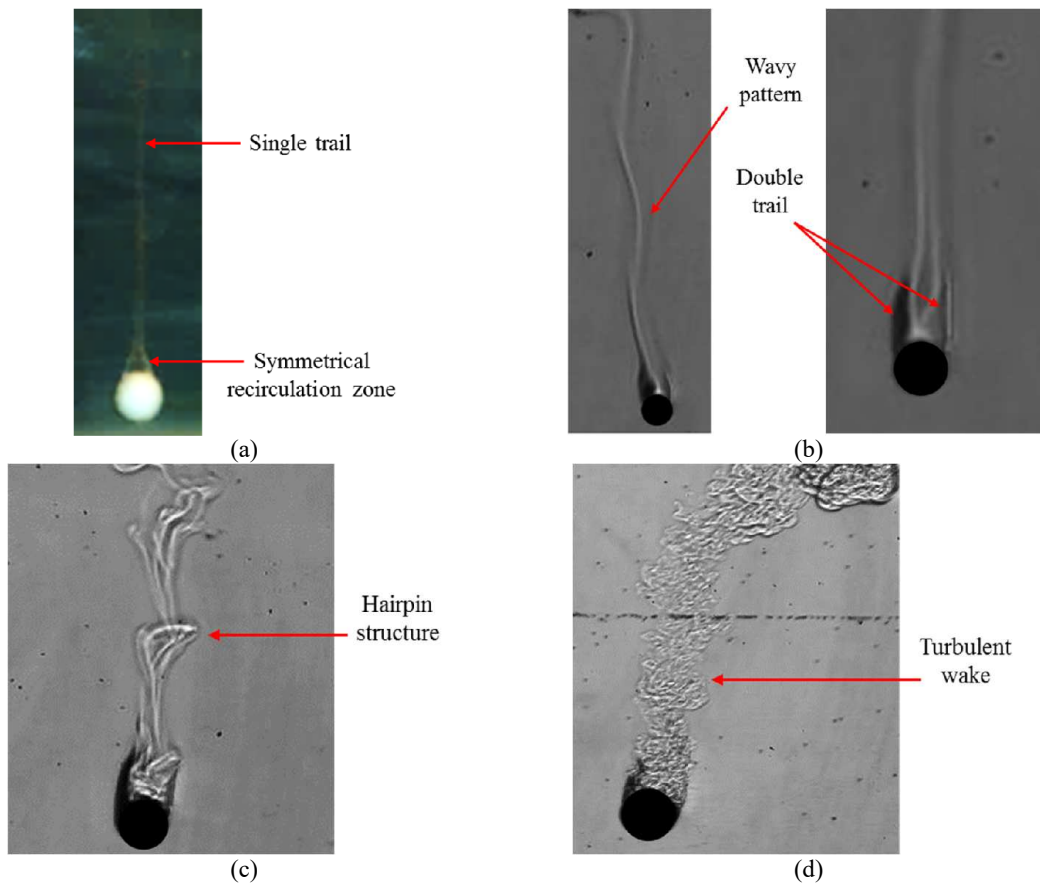 Single trail
Symmetrical
recirculation zone
(a)
Wavy
pattern
Double
trail
(b)
Hairpin
structure
(c)
Turbulent
wake
(d)